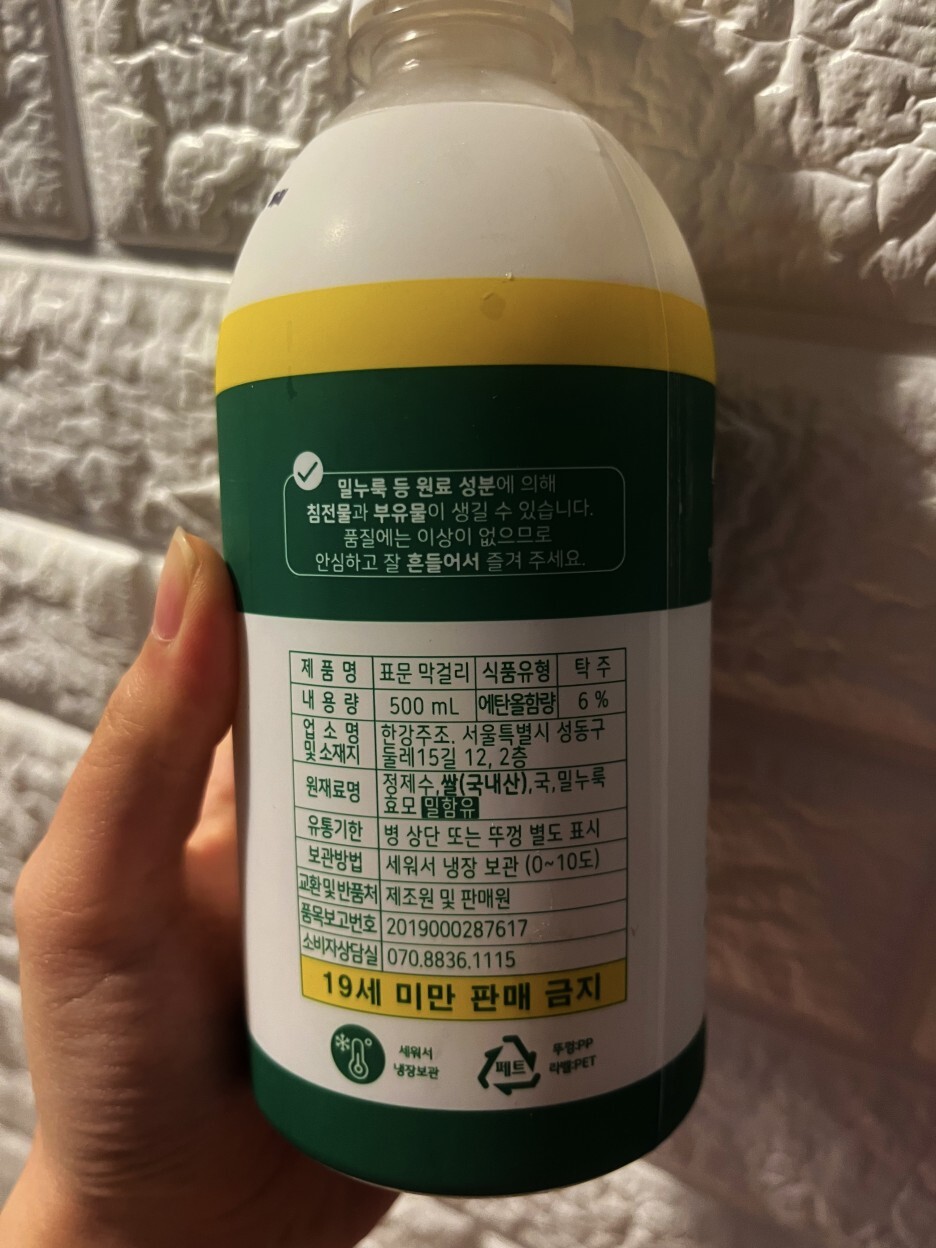 밀누룩 등 원료 성분에 의해
침전물과 부유물이 생길 수 있습니다.
품질에는 이상이 없으므로
안심하고 잘 흔들어서 즐겨 주세요.
제 품 명 표문 막걸리 식품유형 탁 주
내 용 량 500 mL 에탄올함량 6 %
업 소 명 한강주조, 서울특별시 성동구
및 소재지 둘레15길 12, 2층
원재료명 정제수,쌀(국내산),국,밀누룩
효모 밀함유
유통기한 병 상단 또는 뚜껑 별도 표시
보관방법 세워서 냉장 보관 (0~10도)
교환 및 반품처 제조원 및 판매원
품목보고번호 2019000287617
소비자상담실 070.8836.1115
19세 미만 판매 금지
세워서
냉장보관
페트
뚜껑:PP
라벨:PET